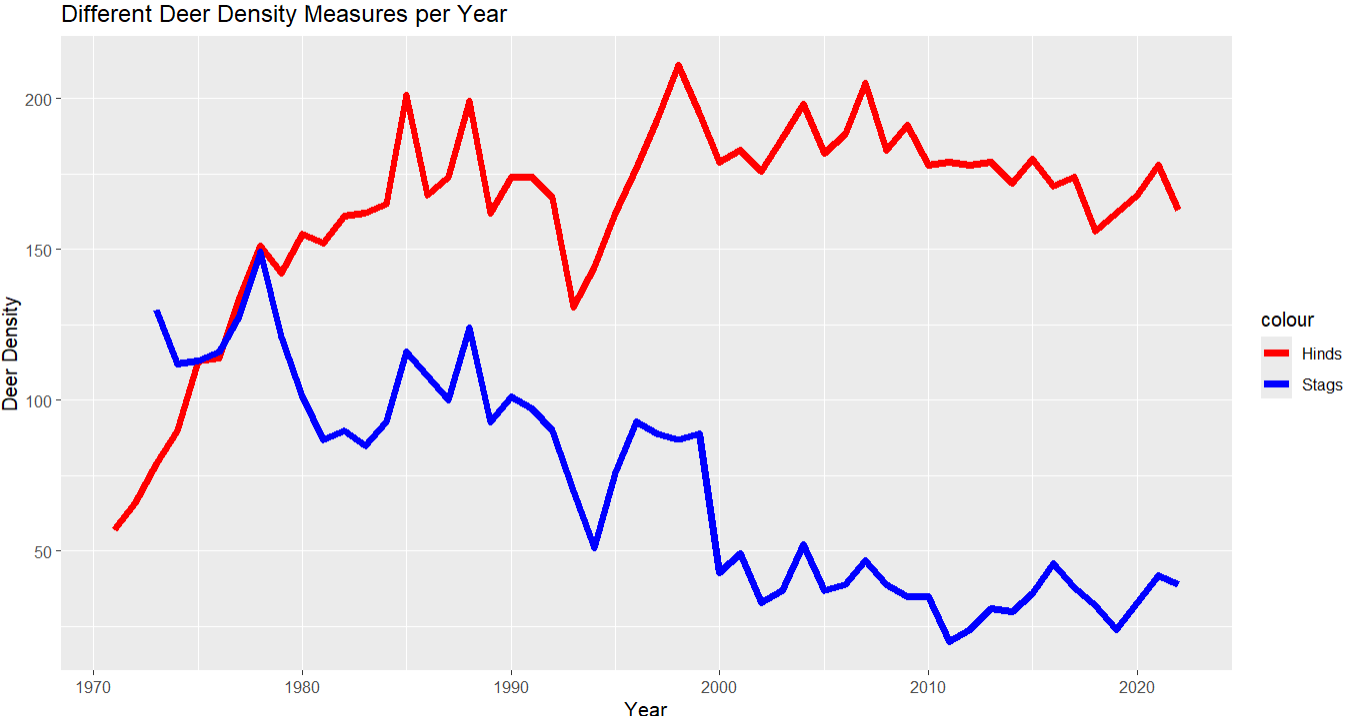 Different Deer Density Measures per Year
Deer Density
200
150
100
50
1970 1980 1990 2000 2010 2020
Year
colour
Hinds
Stags